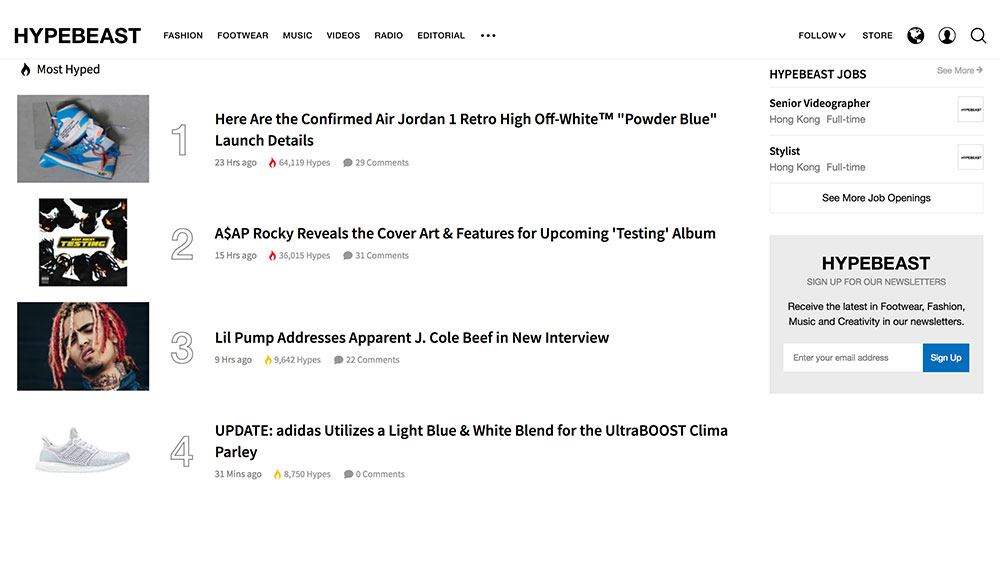 HYPEBEAST
FASHION FOOTWEAR MUSIC VIDEOS RADIO EDITORIAL •••
FOLLOW STORE
Most Hyped
1
Here Are the Confirmed Air Jordan 1 Retro High Off-White™ "Powder Blue"
Launch Details
23 Hrs ago 64,119 Hypes 29 Comments
TESTING
2
A$AP Rocky Reveals the Cover Art & Features for Upcoming 'Testing' Album
15 Hrs ago 36,015 Hypes 31 Comments
3
Lil Pump Addresses Apparent J. Cole Beef in New Interview
9 Hrs ago 9,642 Hypes 22 Comments
4
UPDATE: adidas Utilizes a Light Blue & White Blend for the UltraBOOST Clima
Parley
31 Mins ago 8,750 Hypes 0 Comments
HYPEBEAST JOBS See More
Senior Videographer
Hong Kong Full-time
HYPEBEAST
Stylist
Hong Kong Full-time
HYPEBEAST
See More Job Openings
HYPEBEAST
SIGN UP FOR OUR NEWSLETTERS
Receive the latest in Footwear, Fashion,
Music and Creativity in our newsletters.
Enter your email address Sign Up